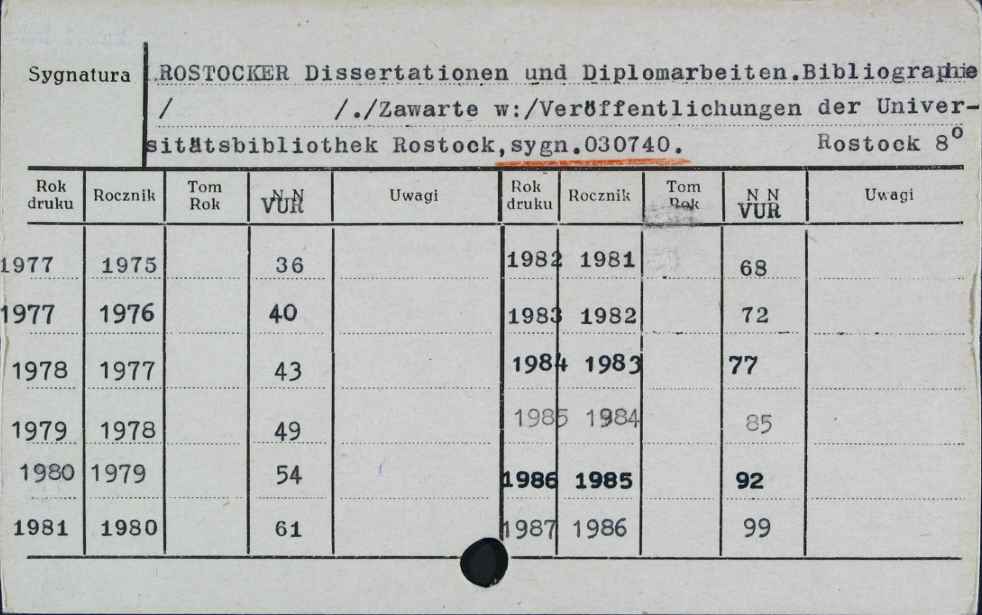 Sygnatura .ROSTOCKER Dissertationen und Diplomarbeiten.Bibliographie
/ /./Zawarte w:/Veröffentlichungen der Univer-
sitätsbibliothek Rostock,sygn.030740. Rostock 8°
Rok druku Rocznik Tom Rok N N VUR Uwagi Rok druku Rocznik Tom Rok N N VUR Uwagi
1977 1975 36 1982 1981 68
1977 1976 40 1983 1982 72
1978 1977 43 1984 1983 77
1979 1978 49 1985 1984 85
1980 1979 54 1986 1985 92
1981 1980 61 1987 1986 99